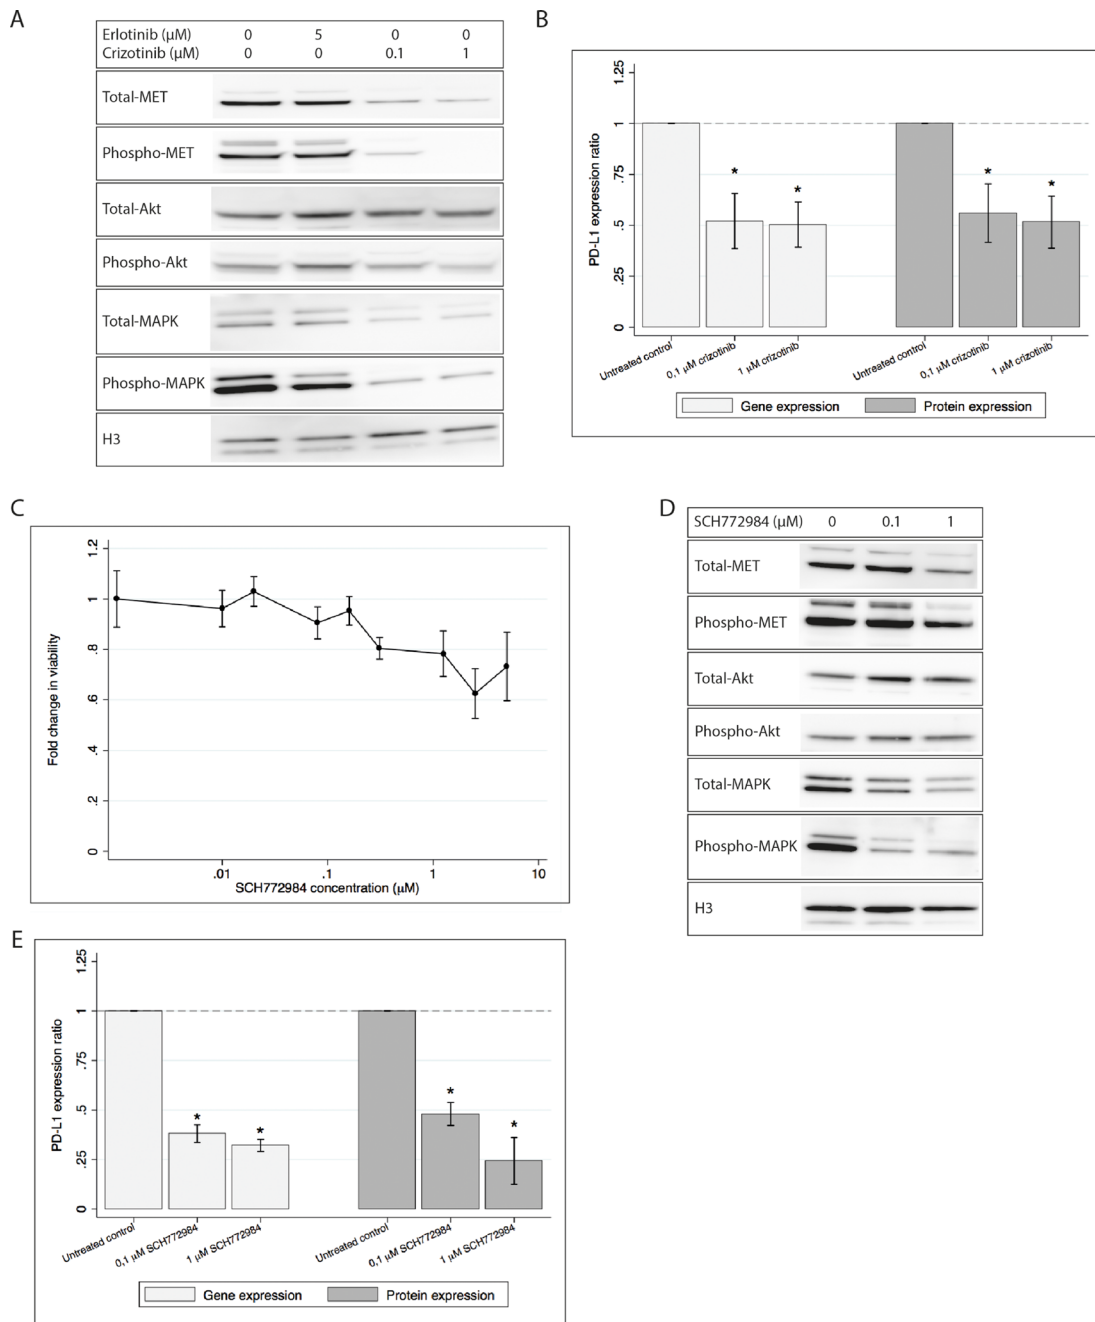 A
Erlotinib (µM) 0 5 0 0
Crizotinib (µM) 0 0 0.1 1
Total-MET
Phospho-MET
Total-Akt
Phospho-Akt
Total-MAPK
Phospho-MAPK
H3
B
PD-L1 expression ratio
1.25
1
.75
.5
.25
0
* * * *
Untreated control
0,1 µM crizotinib
1 µM crizotinib
Untreated control
0,1 µM crizotinib
1 µM crizotinib
Gene expression Protein expression
C
Fold change in viability
1.2
1
.8
.6
.4
.2
0
.01 .1 1 10
SCH772984 concentration (µM)
D
SCH772984 (µM) 0 0.1 1
Total-MET
Phospho-MET
Total-Akt
Phospho-Akt
Total-MAPK
Phospho-MAPK
H3
E
PD-L1 expression ratio
1.25
1
.75
.5
.25
0
* * * *
Untreated control
0,1 µM SCH772984
1 µM SCH772984
Untreated control
0,1 µM SCH772984
1 µM SCH772984
Gene expression Protein expression